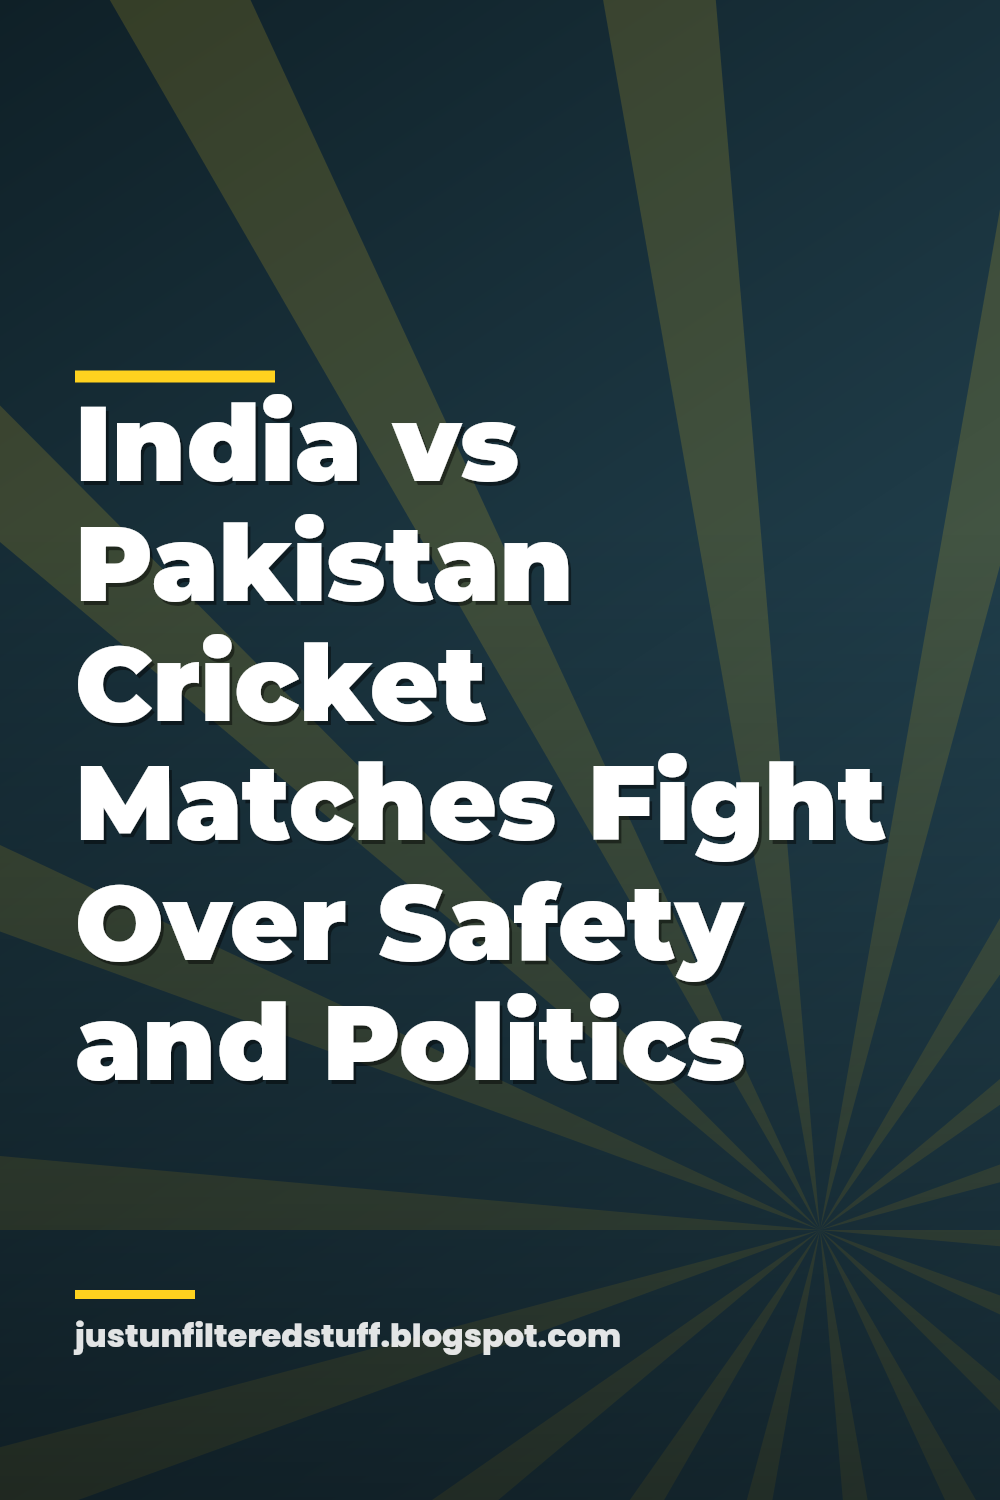 India vs
Pakistan
Cricket
Matches Fight
Over Safety
and Politics
justunfilteredstuff.blogspot.com